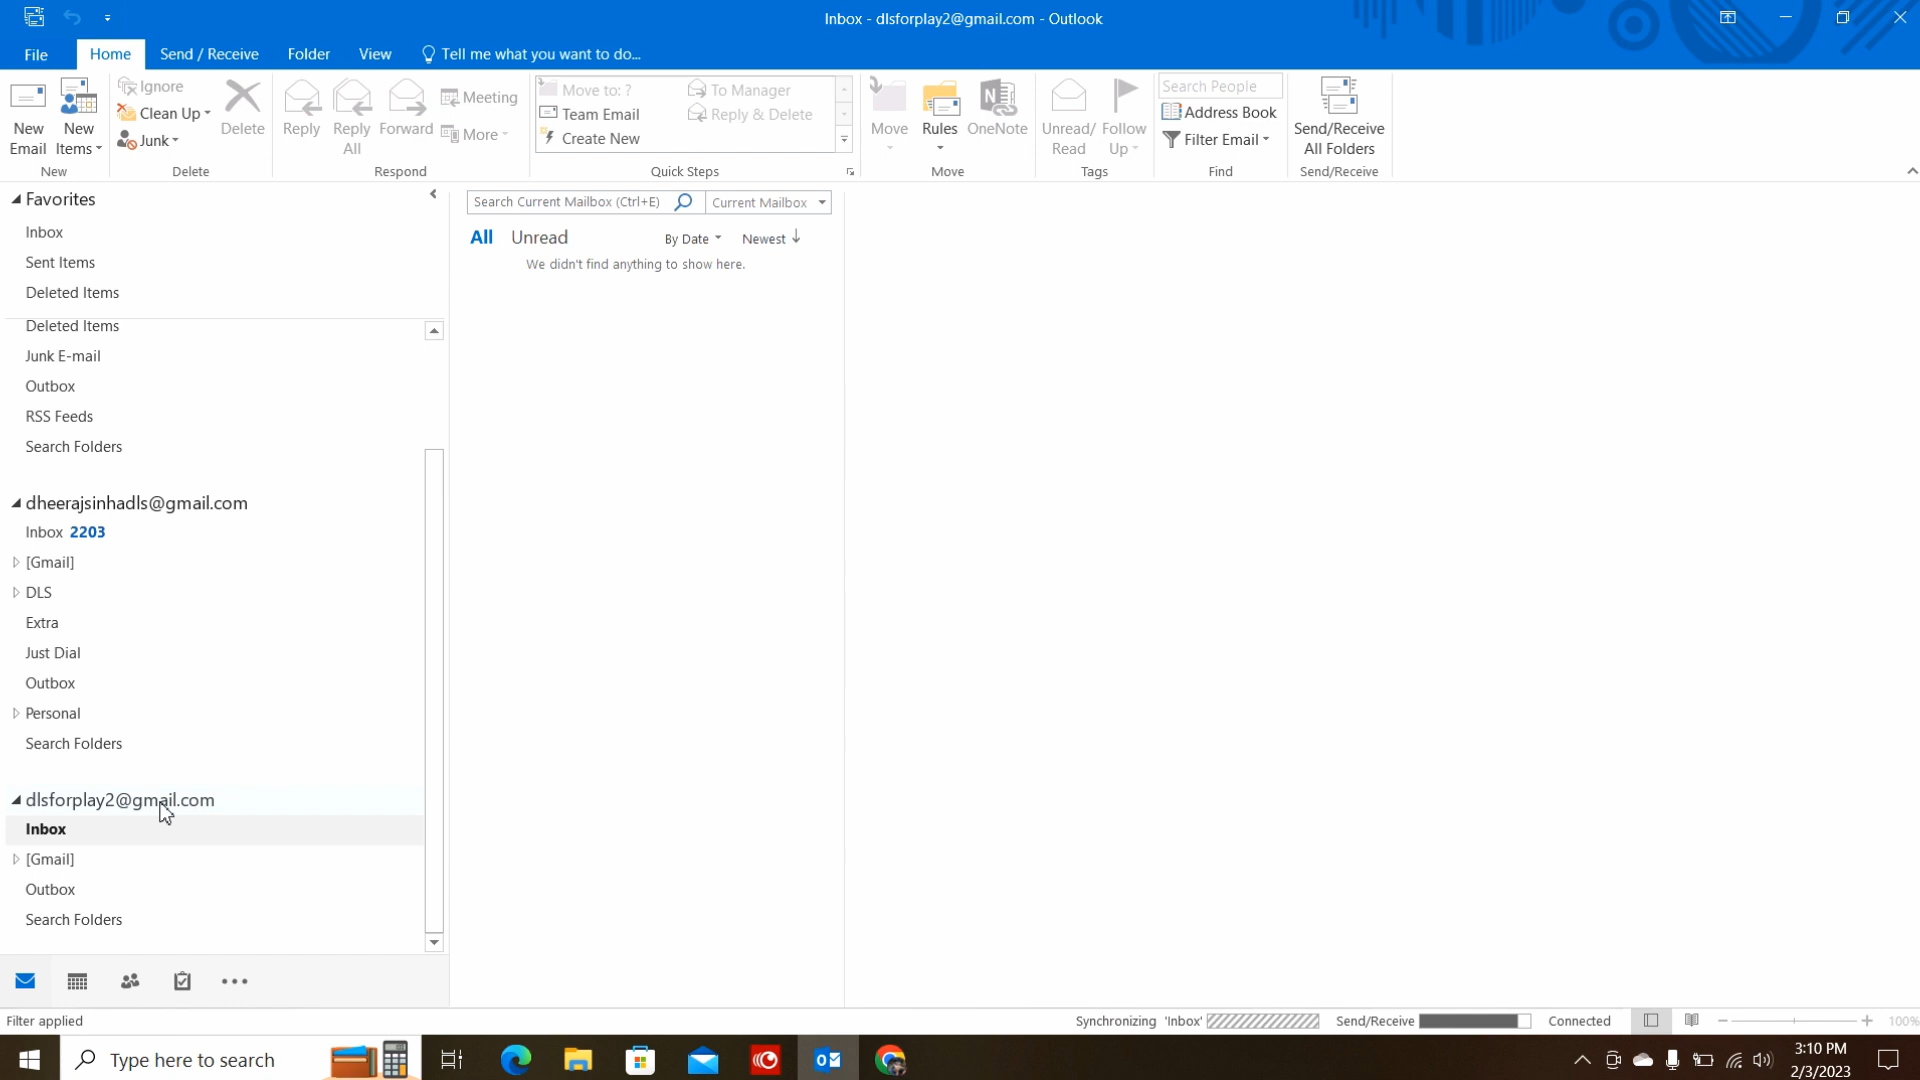 Inbox - dlsforplay2@gmail.com - Outlook
File Home Send / Receive Folder View Tell me what you want to do...
New Email
New Items
New
Ignore
Clean Up
Junk
Delete
Delete
Reply
Reply All
Forward
Meeting
More
Respond
Move to: ?
Team Email
Create New
To Manager
Reply & Delete
Quick Steps
Move
Rules
OneNote
Move
Unread/ Read
Follow Up
Tags
Search People
Address Book
Filter Email
Find
Send/Receive All Folders
Send/Receive
Favorites
Inbox
Sent Items
Deleted Items
Deleted Items
Junk E-mail
Outbox
RSS Feeds
Search Folders
dheerajsinhadls@gmail.com
Inbox 2203
[Gmail]
DLS
Extra
Just Dial
Outbox
Personal
Search Folders
dlsforplay2@gmail.com
Inbox
[Gmail]
Outbox
Search Folders
Search Current Mailbox (Ctrl+E) Current Mailbox
All Unread By Date Newest
We didn't find anything to show here.
Filter applied
Synchronizing 'Inbox' Send/Receive Connected 100%
Type here to search
3:10 PM
2/3/2023